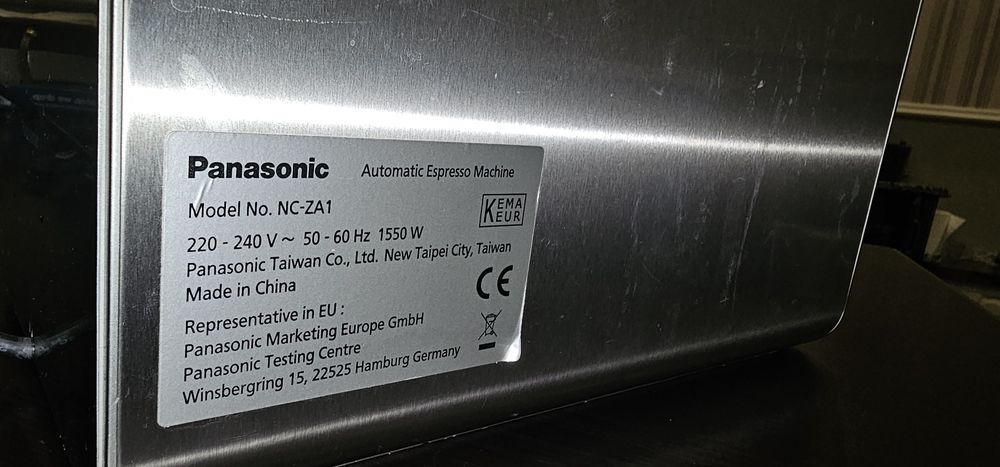 Panasonic Automatic Espresso Machine
Model No. NC-ZA1
KEMA
KEUR
220 - 240 V ~ 50 - 60 Hz 1550 W
Panasonic Taiwan Co., Ltd. New Taipei City, Taiwan
Made in China
CE
Representative in EU :
Panasonic Marketing Europe GmbH
Panasonic Testing Centre
Winsbergring 15, 22525 Hamburg Germany